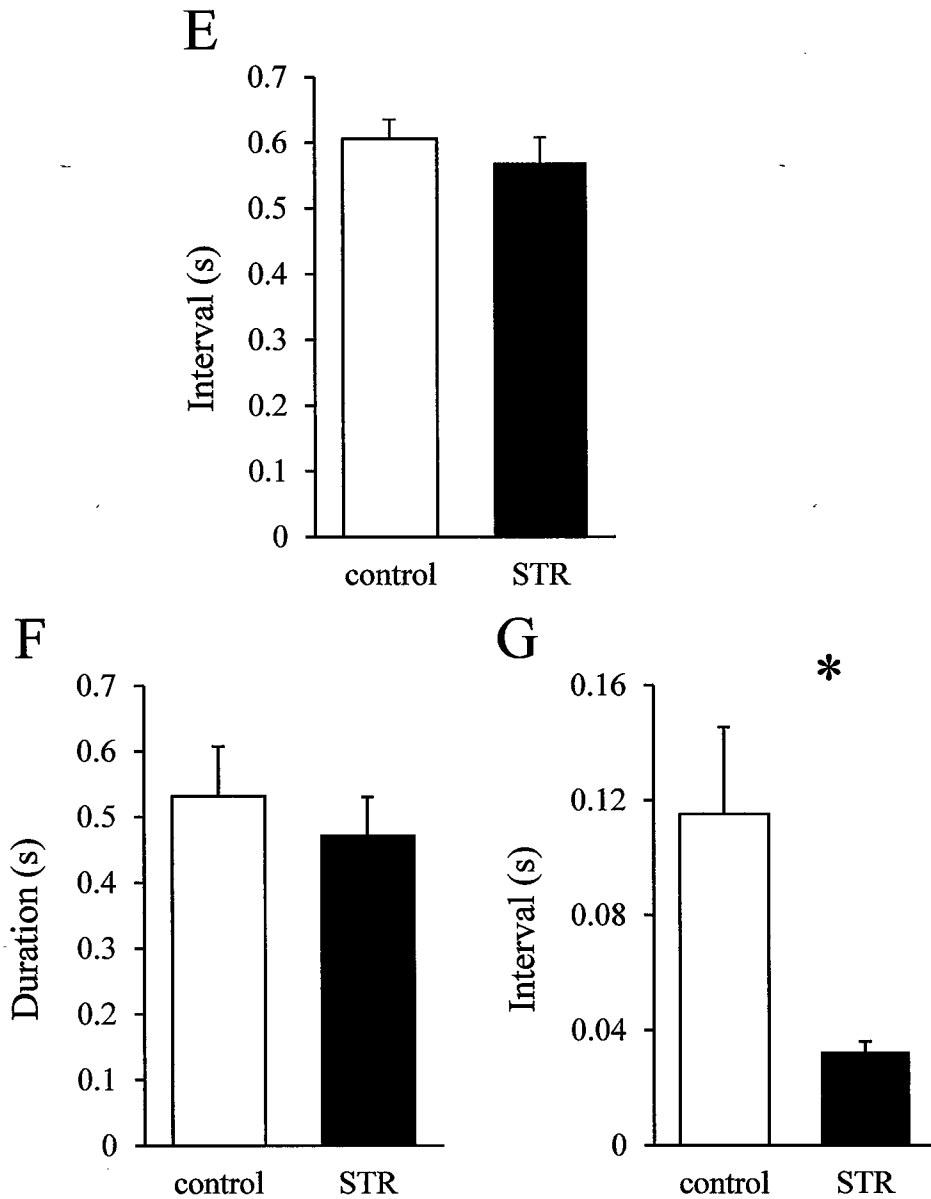 E
0.7
0.6
0.5
0.4
0.3
0.2
0.1
0
Interval (s)
control STR
F
0.7
0.6
0.5
0.4
0.3
0.2
0.1
0
Duration (s)
control STR
G
*
0.16
0.12
0.08
0.04
0
Interval (s)
control STR